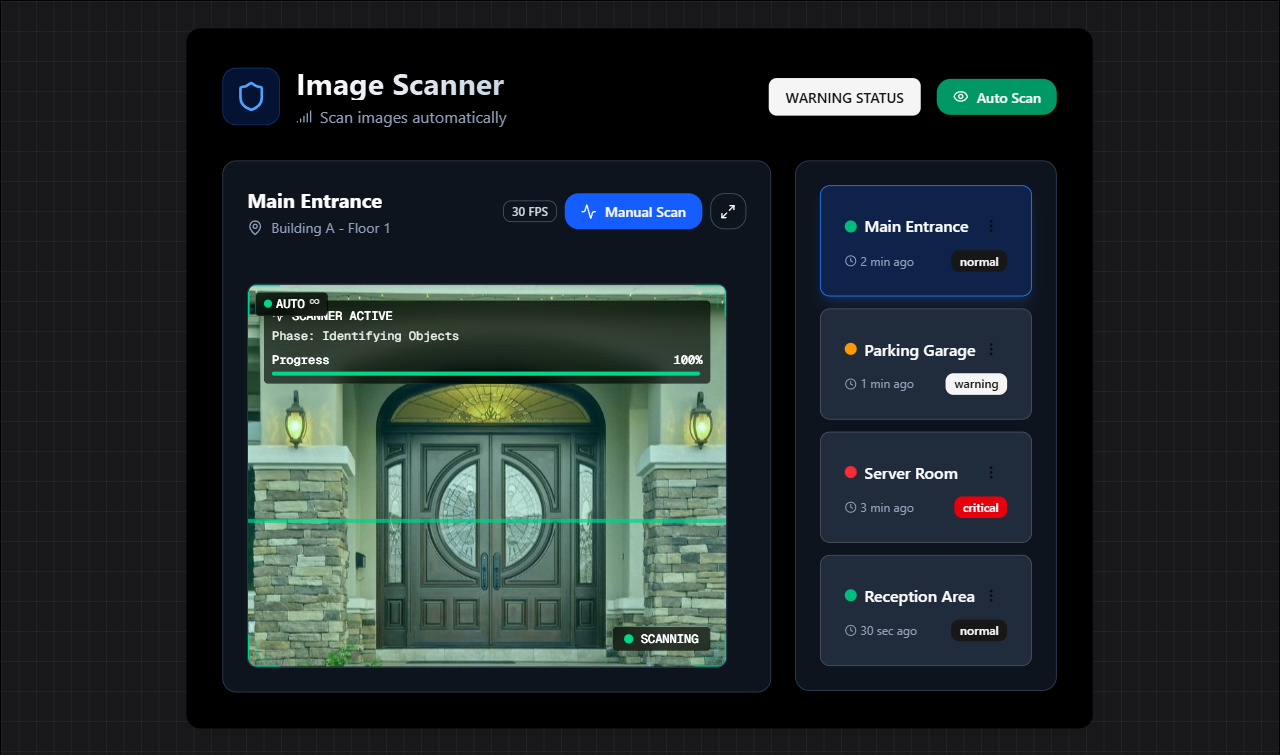 Image Scanner
Scan images automatically
WARNING STATUS
Auto Scan
Main Entrance
Building A - Floor 1
30 FPS
Manual Scan
AUTO ∞
SCANNER ACTIVE
Phase: Identifying Objects
Progress 100%
SCANNING
Main Entrance
2 min ago normal
Parking Garage
1 min ago warning
Server Room
3 min ago critical
Reception Area
30 sec ago normal